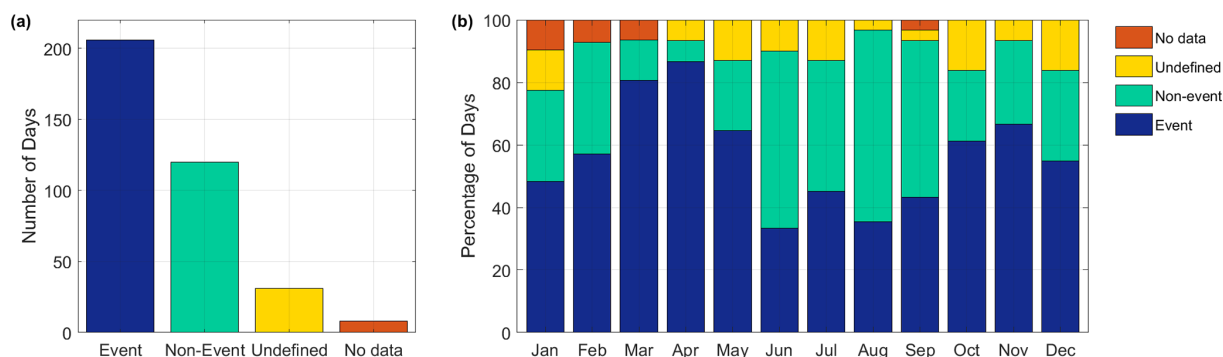 (a)
Number of Days
200
150
100
50
0
Event Non-Event Undefined No data
(b)
Percentage of Days
100
80
60
40
20
0
Jan Feb Mar Apr May Jun Jul Aug Sep Oct Nov Dec
No data
Undefined
Non-event
Event